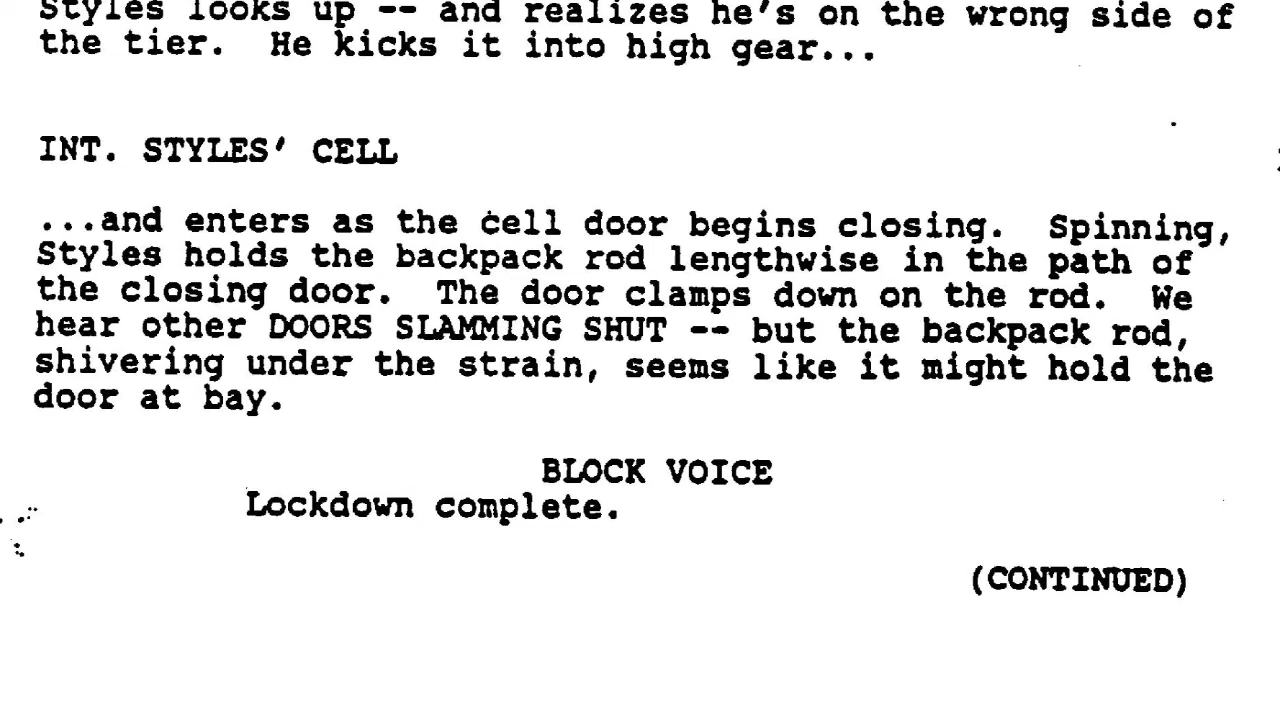 Styles looks up -- and realizes he's on the wrong side of
the tier.  He kicks it into high gear...
INT. STYLES' CELL
...and enters as the cell door begins closing.  Spinning,
Styles holds the backpack rod lengthwise in the path of
the closing door.  The door clamps down on the rod.  We
hear other DOORS SLAMMING SHUT -- but the backpack rod,
shivering under the strain, seems like it might hold the
door at bay.
BLOCK VOICE
Lockdown complete.
(CONTINUED)